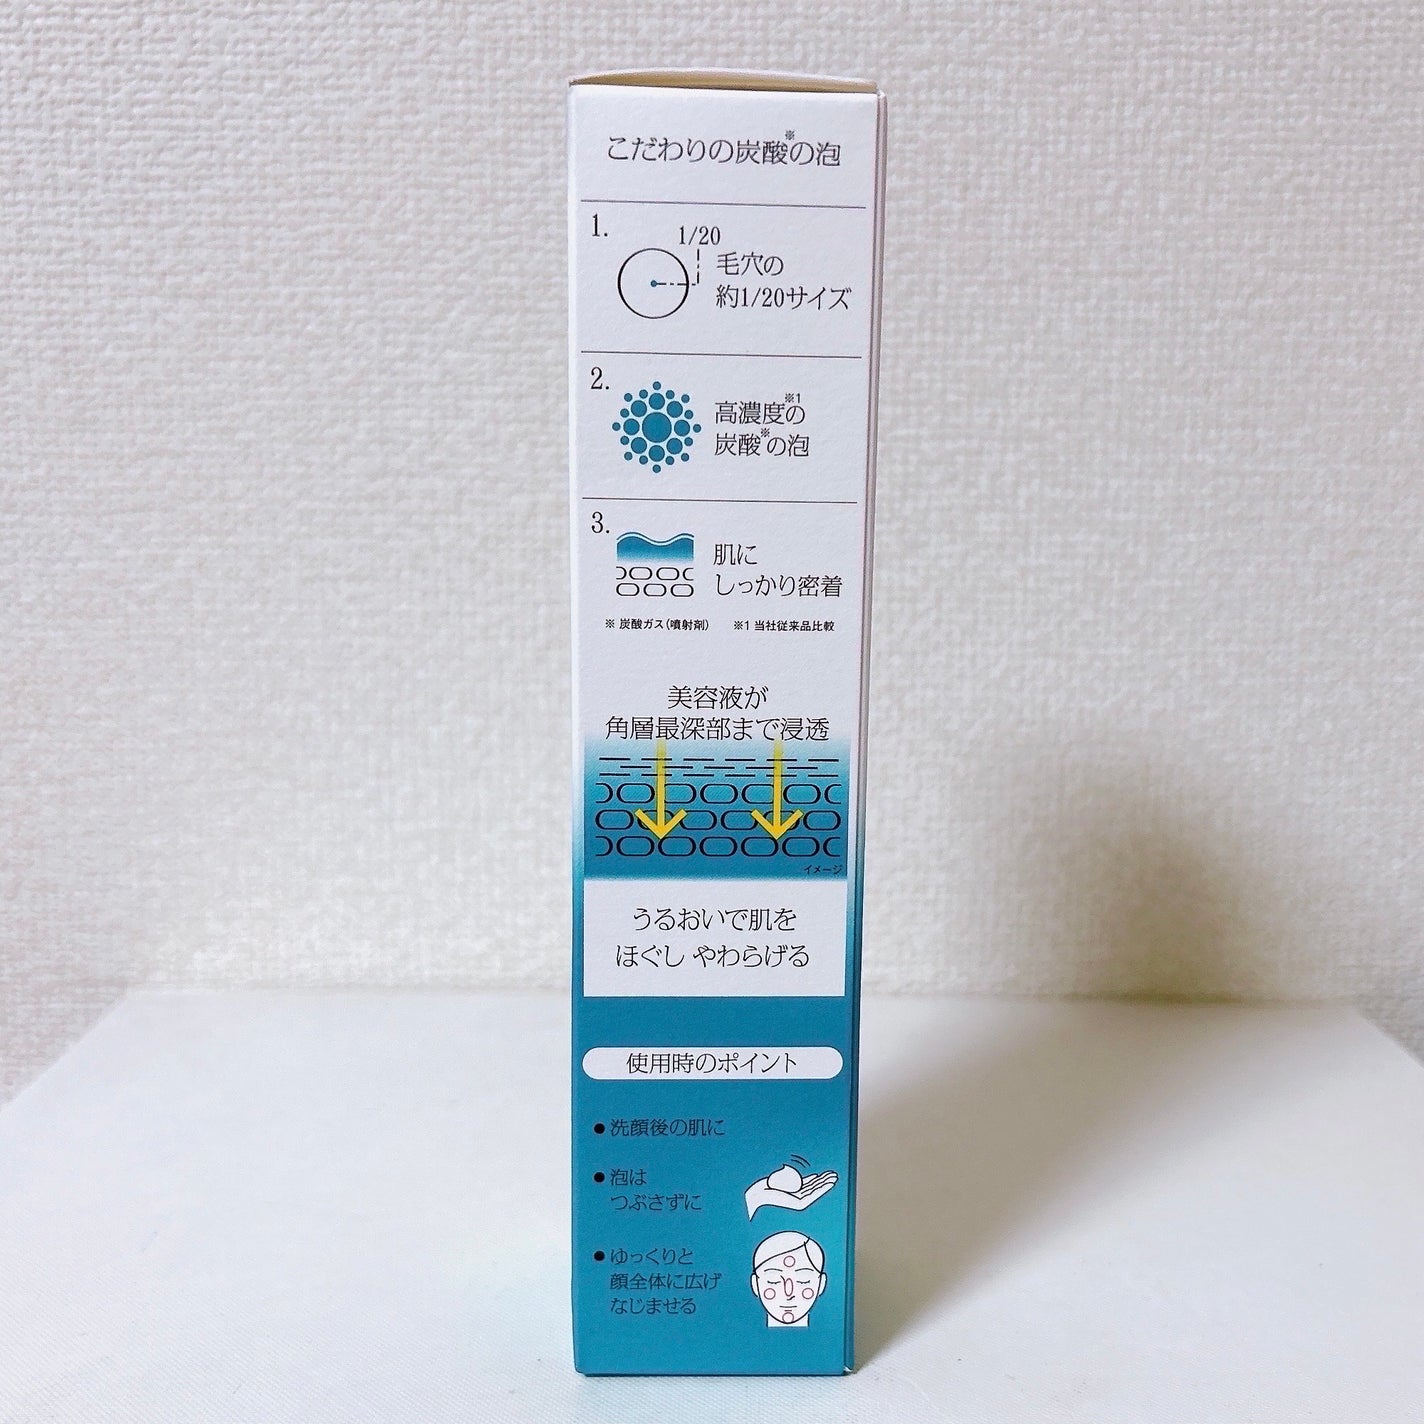 こだわりの炭酸※の泡
1.
1/20
毛穴の
約1/20サイズ
2.
高濃度※1の
炭酸※の泡
3.
肌に
しっかり密着
※ 炭酸ガス(噴射剤) ※1 当社従来品比較
美容液が
角層最深部まで浸透
イメージ
うるおいで肌を
ほぐし やわらげる
使用時のポイント
● 洗顔後の肌に
● 泡は
つぶさずに
● ゆっくりと
顔全体に広げ
なじませる